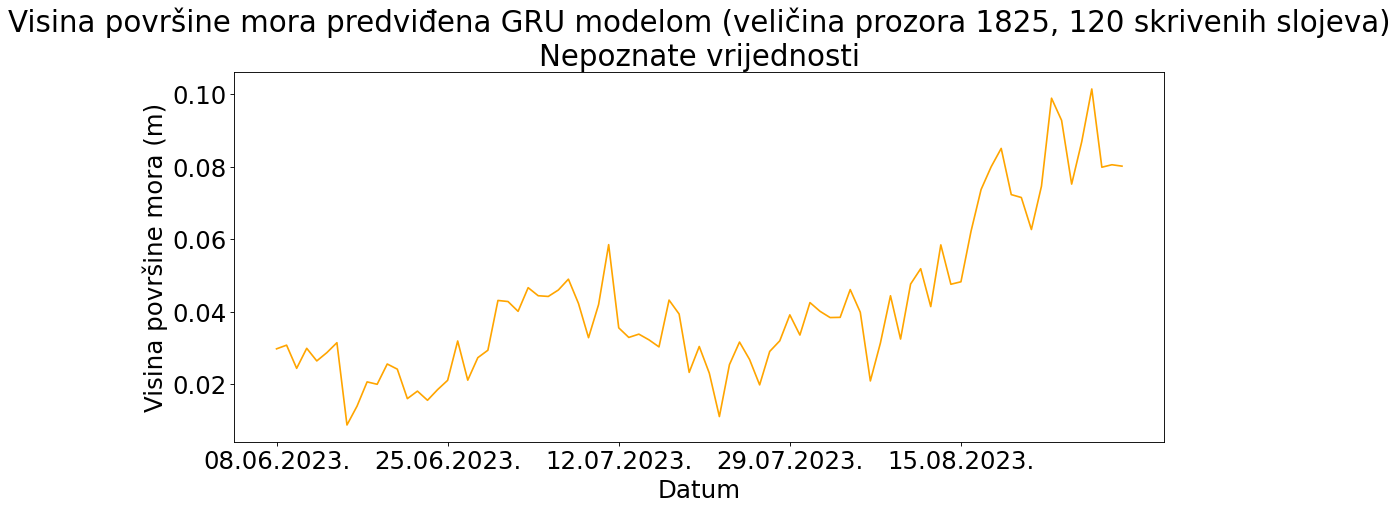 Visina površine mora predviđena GRU modelom (veličina prozora 1825, 120 skrivenih slojeva)
Nepoznate vrijednosti
Visina površine mora (m)
0.10
0.08
0.06
0.04
0.02
08.06.2023. 25.06.2023. 12.07.2023. 29.07.2023. 15.08.2023.
Datum